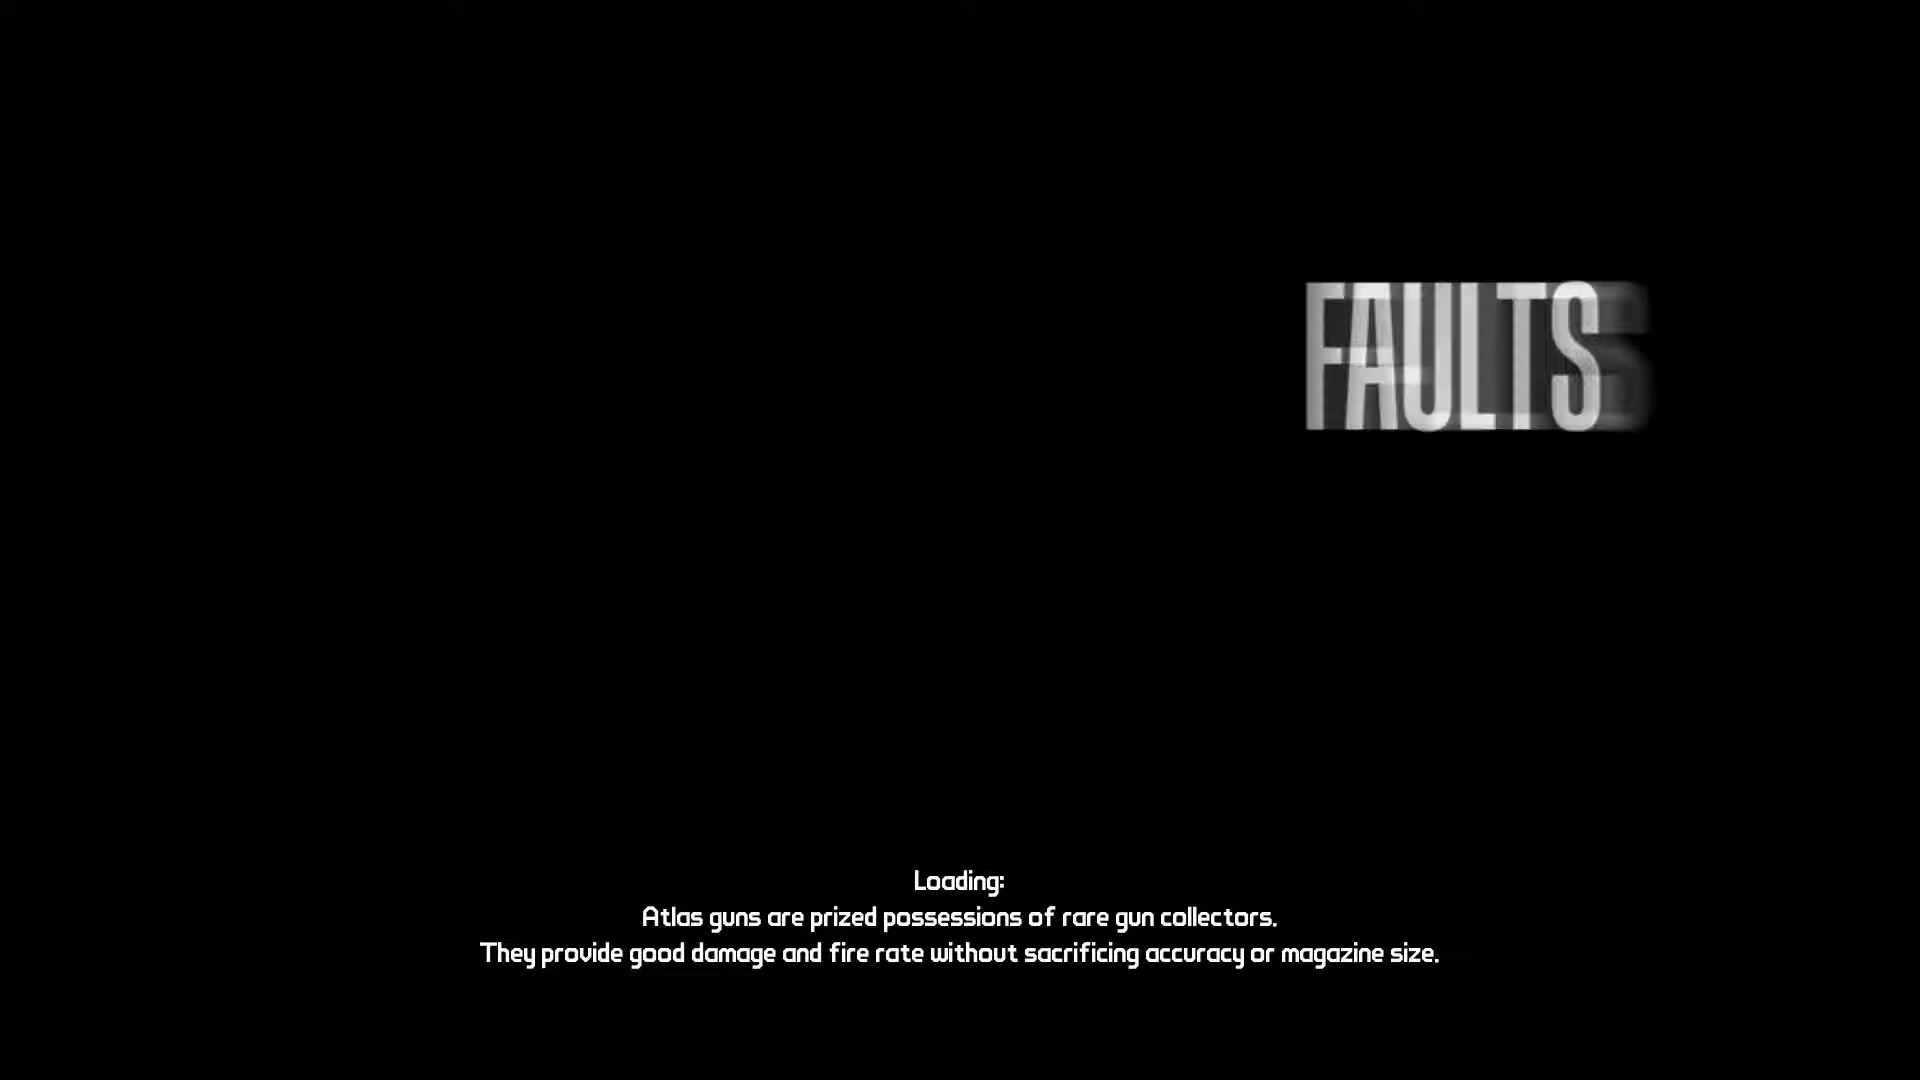 FAULTS
Loading:
Atlas guns are prized possessions of rare gun collectors.
They provide good damage and fire rate without sacrificing accuracy or magazine size.